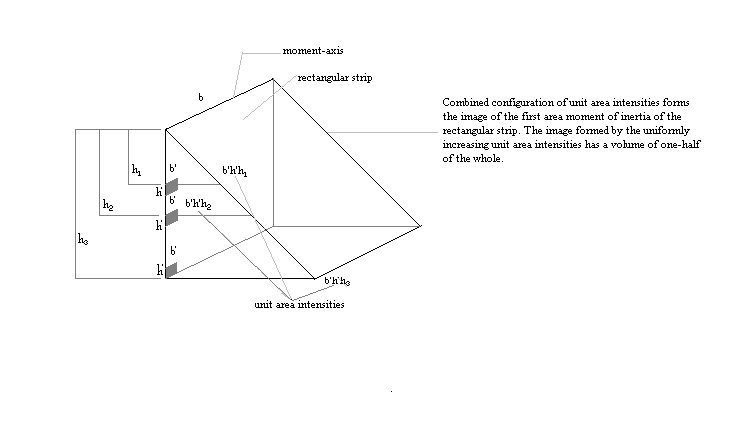 moment-axis
rectangular strip
b
Combined configuration of unit area intensities forms
the image of the first area moment of inertia of the
rectangular strip. The image formed by the uniformly
increasing unit area intensities has a volume of one-half
of the whole.
h₁
b'
b'h'h₁
h'
h₂
b'
b'h'h₂
h'
h₃
b'
h'
b'h'h₃
unit area intensities